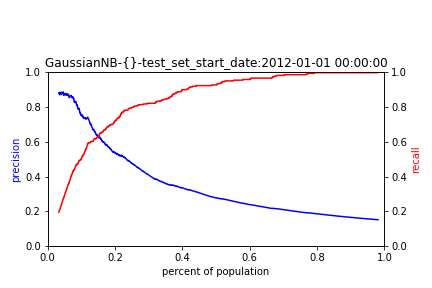 GaussianNB-{}-test_set_start_date:2012-01-01 00:00:00
1.0
0.8
0.6
0.4
0.2
0.0
precision
1.0
0.8
0.6
0.4
0.2
0.0
recall
0.0 0.2 0.4 0.6 0.8 1.0
percent of population